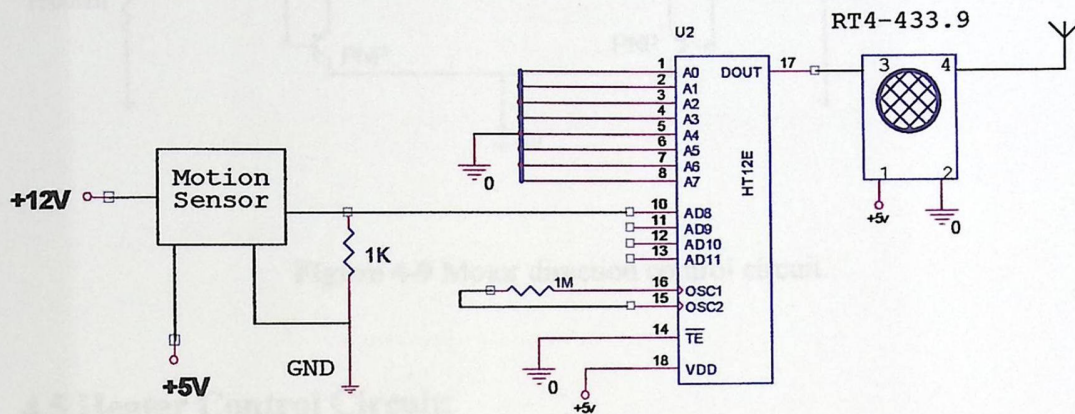 RT4-433.9
U2
HT12E
1 A0
2 A1
3 A2
4 A3
5 A4
6 A5
7 A6
8 A7
DOUT 17
3 4
1 2
+5v
0
0
Motion
Sensor
+12V
+5V
1K
GND
10 AD8
11 AD9
12 AD10
13 AD11
1M
16 OSC1
15 OSC2
14 TE
18 VDD
0
+5v
Figure 4-9 Motor direction control circuit
4.5 Heater Control Circuit
PNP
PNP